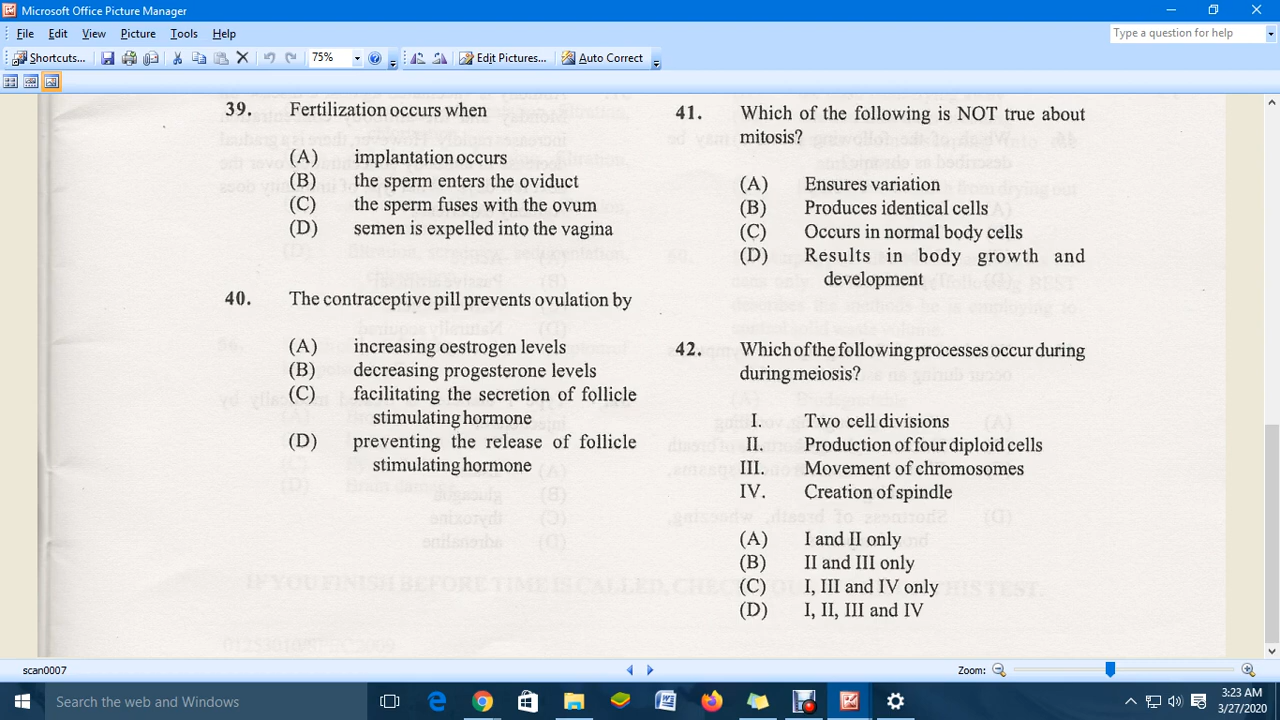 Microsoft Office Picture Manager
File Edit View Picture Tools Help
Type a question for help
Shortcuts...
75%
Edit Pictures...
Auto Correct
39. Fertilization occurs when
(A) implantation occurs
(B) the sperm enters the oviduct
(C) the sperm fuses with the ovum
(D) semen is expelled into the vagina
40. The contraceptive pill prevents ovulation by
(A) increasing oestrogen levels
(B) decreasing progesterone levels
(C) facilitating the secretion of follicle
stimulating hormone
(D) preventing the release of follicle
stimulating hormone
41. Which of the following is NOT true about
mitosis?
(A) Ensures variation
(B) Produces identical cells
(C) Occurs in normal body cells
(D) Results in body growth and
development
42. Which of the following processes occur during
during meiosis?
I. Two cell divisions
II. Production of four diploid cells
III. Movement of chromosomes
IV. Creation of spindle
(A) I and II only
(B) II and III only
(C) I, III and IV only
(D) I, II, III and IV
scan0007
Zoom:
Search the web and Windows
3:23 AM
3/27/2020